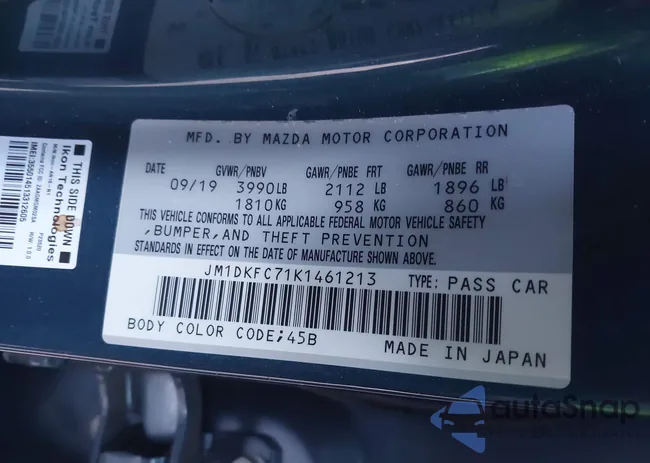 MFD. BY MAZDA MOTOR CORPORATION
DATE GVWR/PNBV GAWR/PNBE FRT GAWR/PNBE RR
09/19 3990LB 2112 LB 1896 LB
1810KG 958 KG 860 KG
THIS VEHICLE CONFORMS TO ALL APPLICABLE FEDERAL MOTOR VEHICLE SAFETY
,BUMPER,AND THEFT PREVENTION
STANDARDS IN EFFECT ON THE DATE OF MANUFACTURE SHOWN ABOVE.
JM1DKFC71K1461213 TYPE: PASS CAR
BODY COLOR CODE;45B
MADE IN JAPAN
THIS SIDE DOWN
Ikon Technologies
IMEI:355014513312605
autoSnap